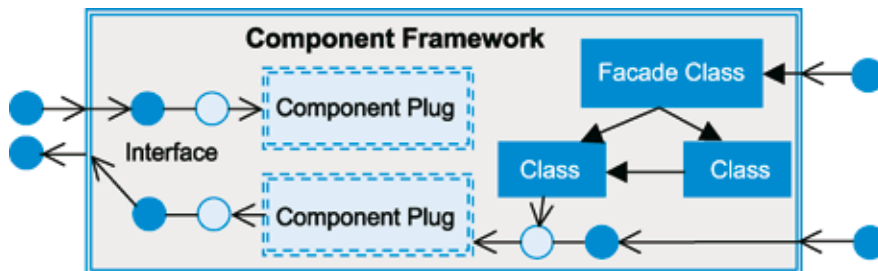 Component Framework
Facade Class
Component Plug
Interface
Class
Class
Component Plug